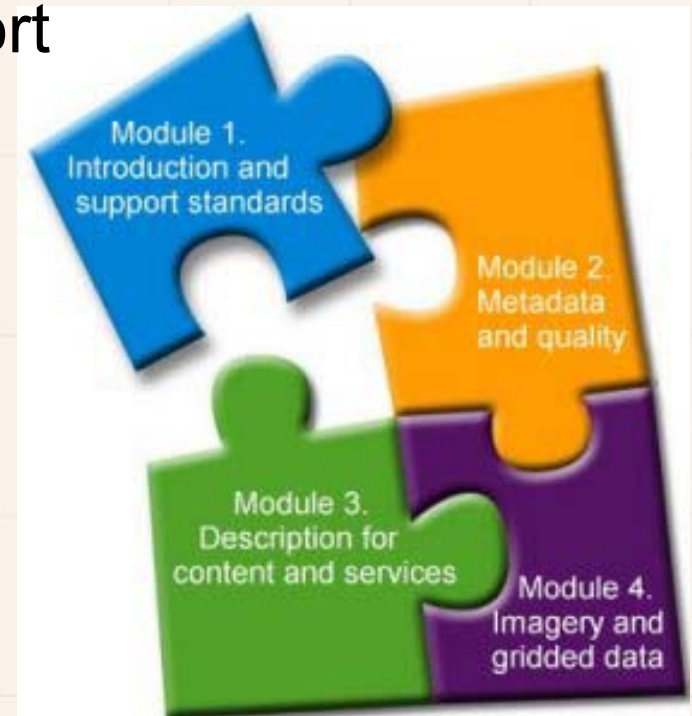 ort
Module 1.
Introduction and
support standards
Module 2.
Metadata
and quality
Module 3.
Description for
content and services
Module 4.
Imagery and
gridded data